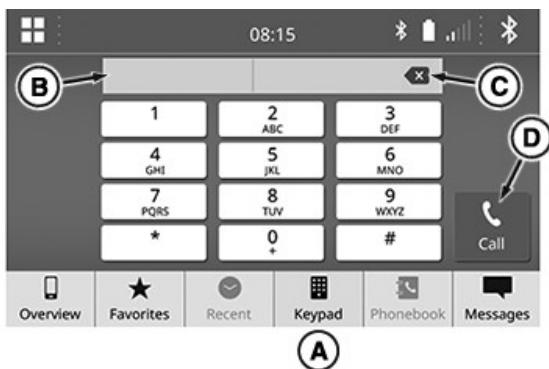 08:15
B
C
1 2 3
ABC DEF
D
4 5 6
GHI JKL MNO
7 8 9
PQRS TUV WXYZ
* 0 #
+
Call
Overview Favorites Recent Keypad Phonebook Messages
A